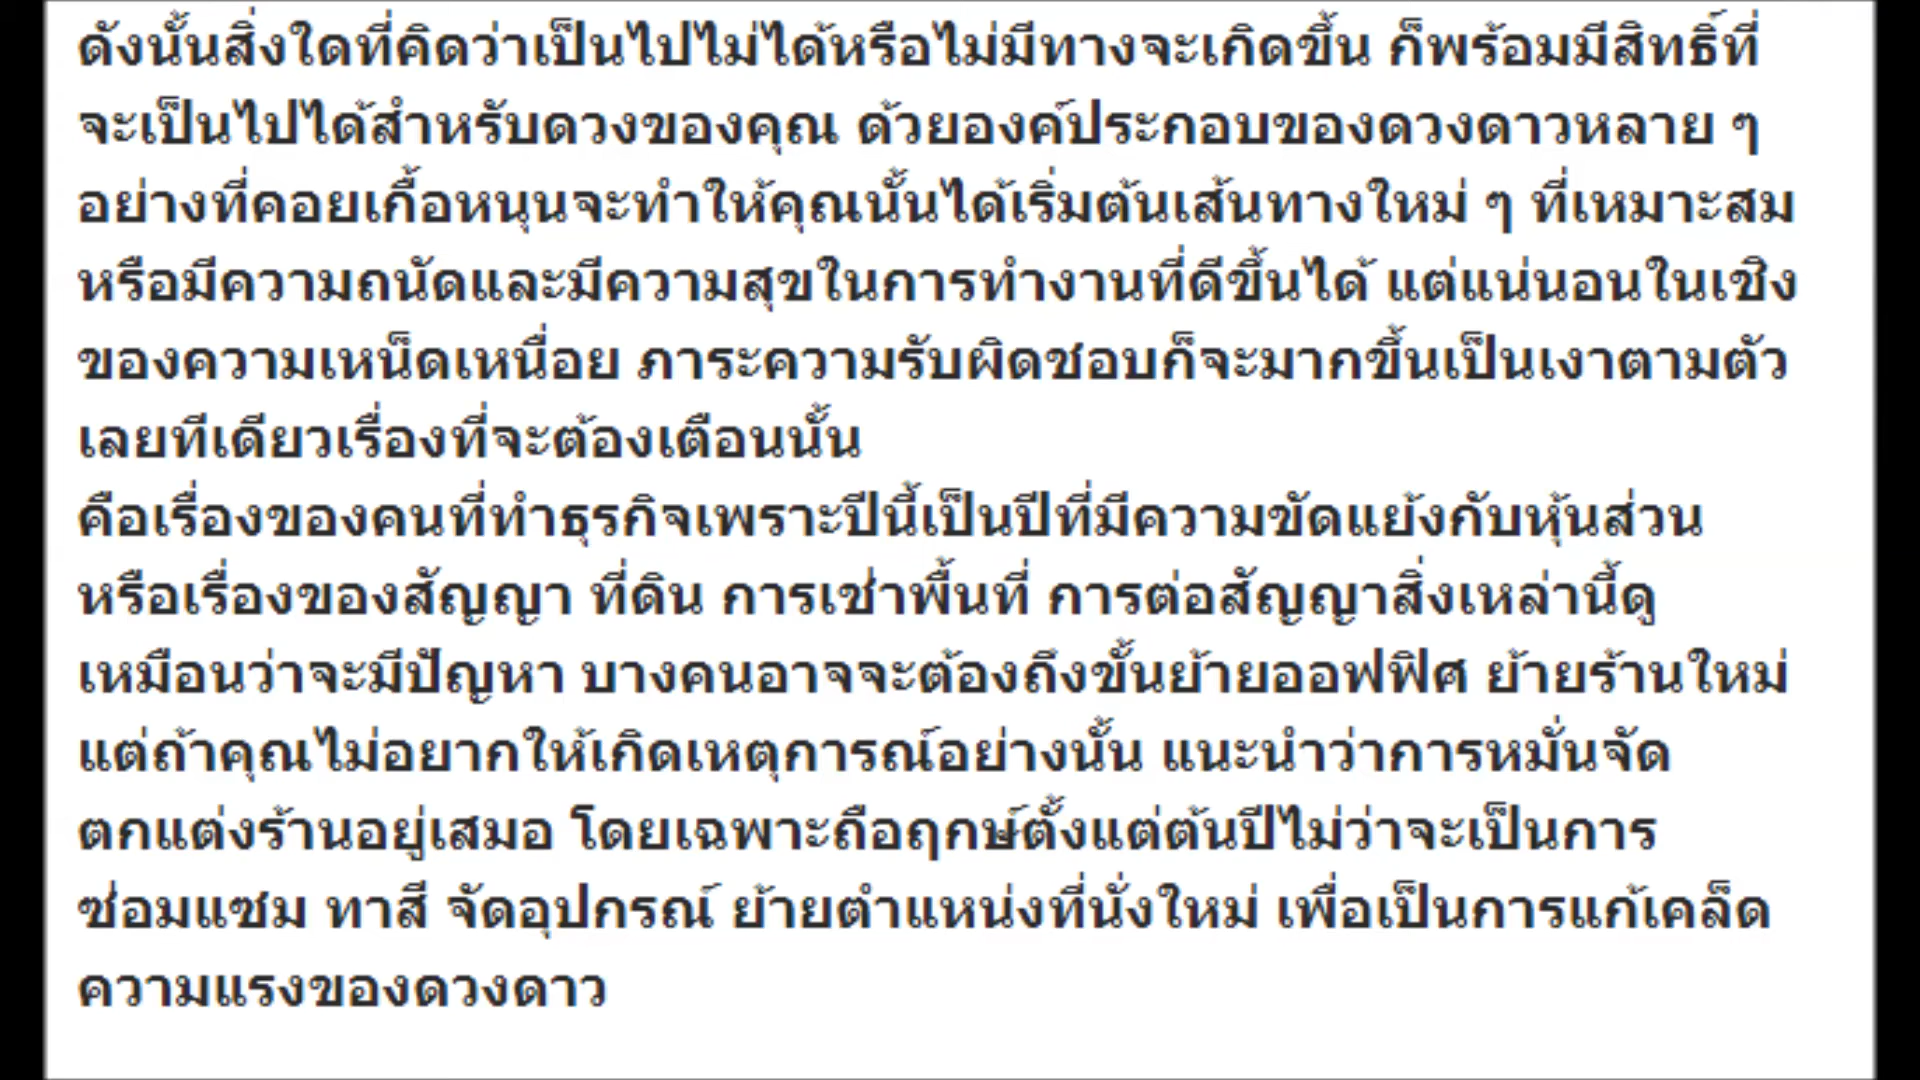 ดังนั้นสิ่งใดที่คิดว่าเป็นไปไม่ได้หรือไม่มีทางจะเกิดขึ้น ก็พร้อมมีสิทธิ์ที่
จะเป็นไปได้สำหรับดวงของคุณ ด้วยองค์ประกอบของดวงดาวหลาย ๆ
อย่างที่คอยเกื้อหนุนจะทำให้คุณนั้นได้เริ่มต้นเส้นทางใหม่ ๆ ที่เหมาะสม
หรือมีความถนัดและมีความสุขในการทำงานที่ดีขึ้นได้ แต่แน่นอนในเชิง
ของความเหน็ดเหนื่อย ภาระความรับผิดชอบก็จะมากขึ้นเป็นเงาตามตัว
เลยทีเดียวเรื่องที่จะต้องเตือนนั้น
คือเรื่องของคนที่ทำธุรกิจเพราะปีนี้เป็นปีที่มีความขัดแย้งกับหุ้นส่วน
หรือเรื่องของสัญญา ที่ดิน การเช่าพื้นที่ การต่อสัญญาสิ่งเหล่านี้ดู
เหมือนว่าจะมีปัญหา บางคนอาจจะต้องถึงขั้นย้ายออฟฟิศ ย้ายร้านใหม่
แต่ถ้าคุณไม่อยากให้เกิดเหตุการณ์อย่างนั้น แนะนำว่าการหมั่นจัด
ตกแต่งร้านอยู่เสมอ โดยเฉพาะถือฤกษ์ตั้งแต่ต้นปีไม่ว่าจะเป็นการ
ซ่อมแซม ทาสี จัดอุปกรณ์ ย้ายตำแหน่งที่นั่งใหม่ เพื่อเป็นการแก้เคล็ด
ความแรงของดวงดาว